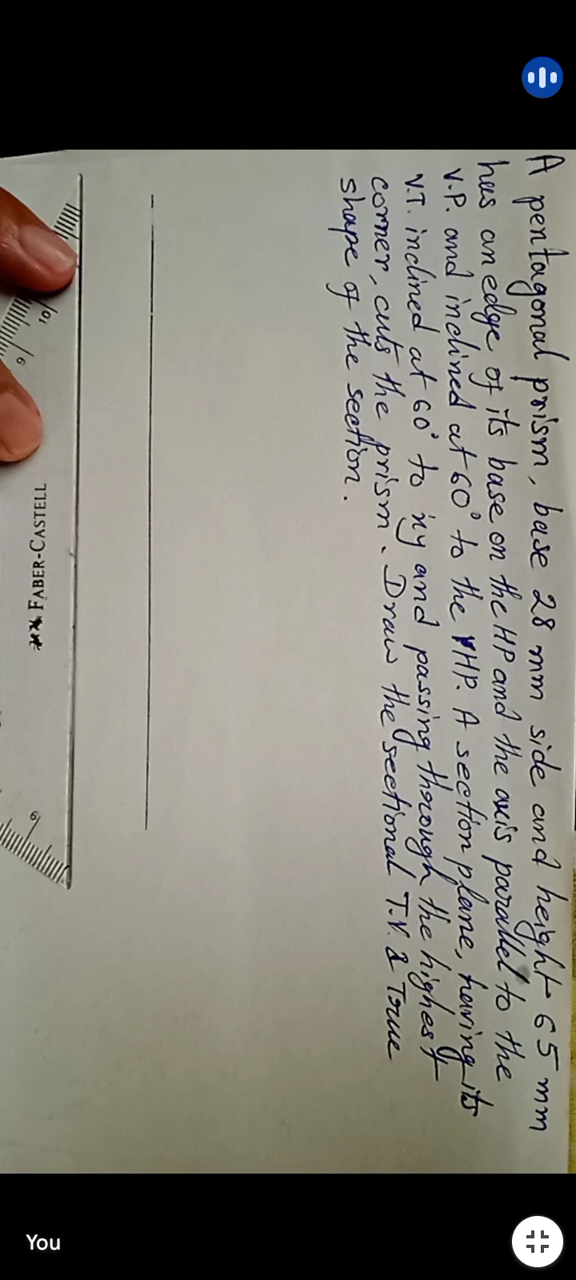 A pentagonal prism, base 28 mm side and height 65 mm
has an edge of its base on the HP and the axis parallel to the
V.P. and inclined at 60° to the HP. A section plane, having its
V.T. inclined at 60° to xy and passing through the highest
corner, cuts the prism. Draw the sectional T.V. & True
shape of the section.
10
9
FABER-CASTELL
6
You